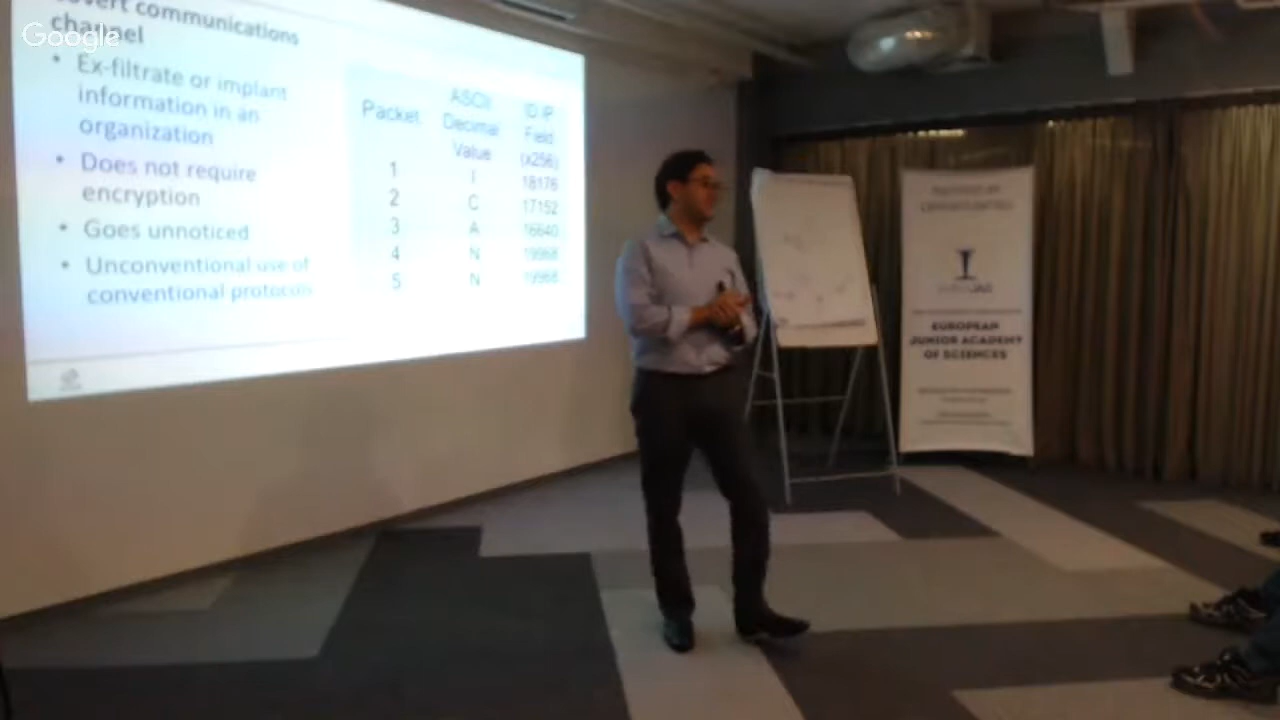 Google
covert communications
channel
Ex-filtrate or implant
information in an
organization
Does not require
encryption
Goes unnoticed
Unconventional use of
conventional protocols
Packet ASCII Decimal Value ID IP Field (x256)
1 I 18176
2 C 17152
3 A 16640
4 N 19968
5 N 19968
EUROPEAN
JUNIOR ACADEMY
OF SCIENCES